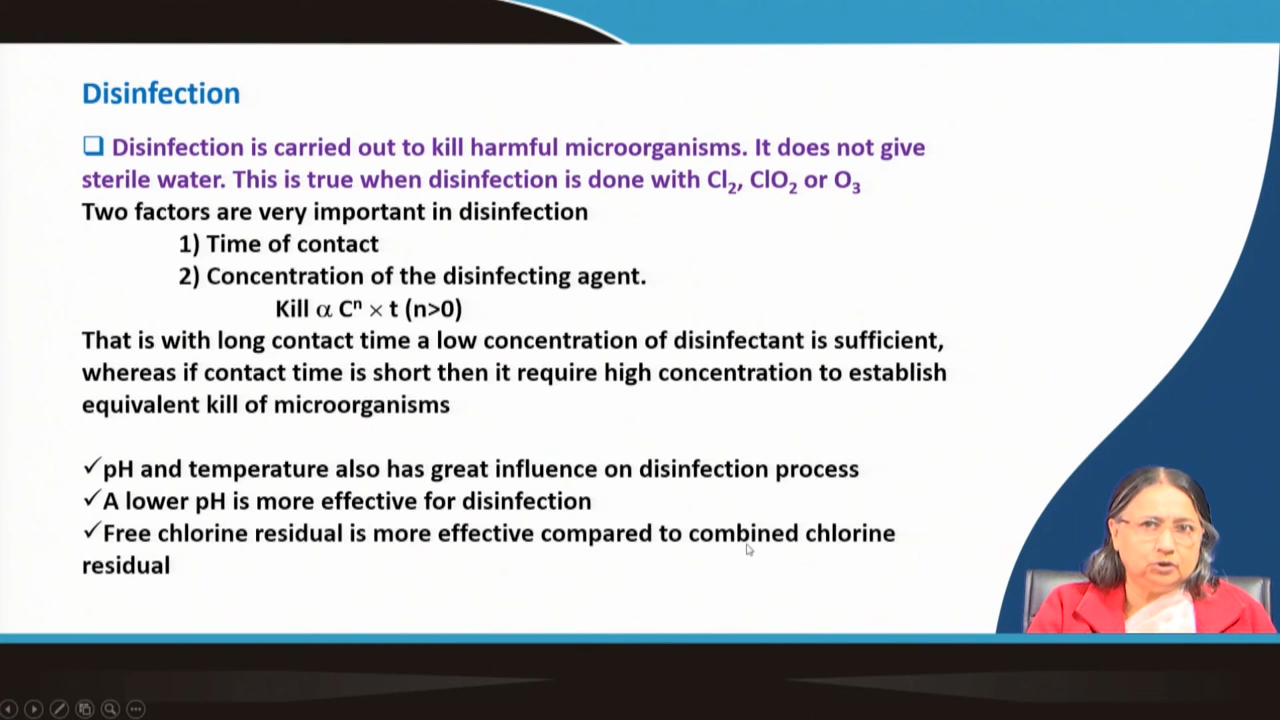 Disinfection
❑ Disinfection is carried out to kill harmful microorganisms. It does not give
sterile water. This is true when disinfection is done with Cl₂, ClO₂ or O₃
Two factors are very important in disinfection
1) Time of contact
2) Concentration of the disinfecting agent.
Kill α Cⁿ × t (n>0)
That is with long contact time a low concentration of disinfectant is sufficient,
whereas if contact time is short then it require high concentration to establish
equivalent kill of microorganisms
✓pH and temperature also has great influence on disinfection process
✓A lower pH is more effective for disinfection
✓Free chlorine residual is more effective compared to combined chlorine
residual